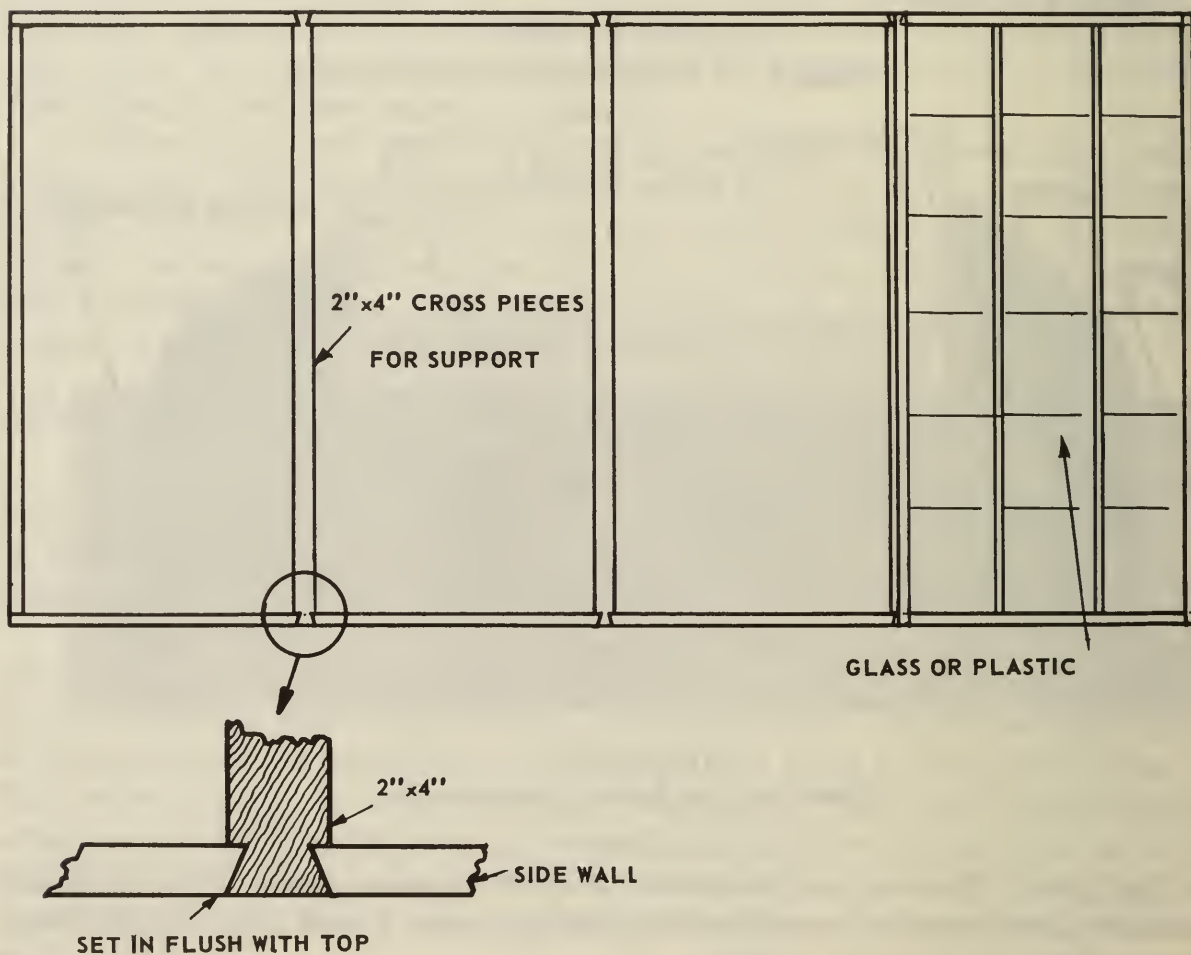 2"x4" CROSS PIECES
FOR SUPPORT
GLASS OR PLASTIC
2"x4"
SIDE WALL
SET IN FLUSH WITH TOP